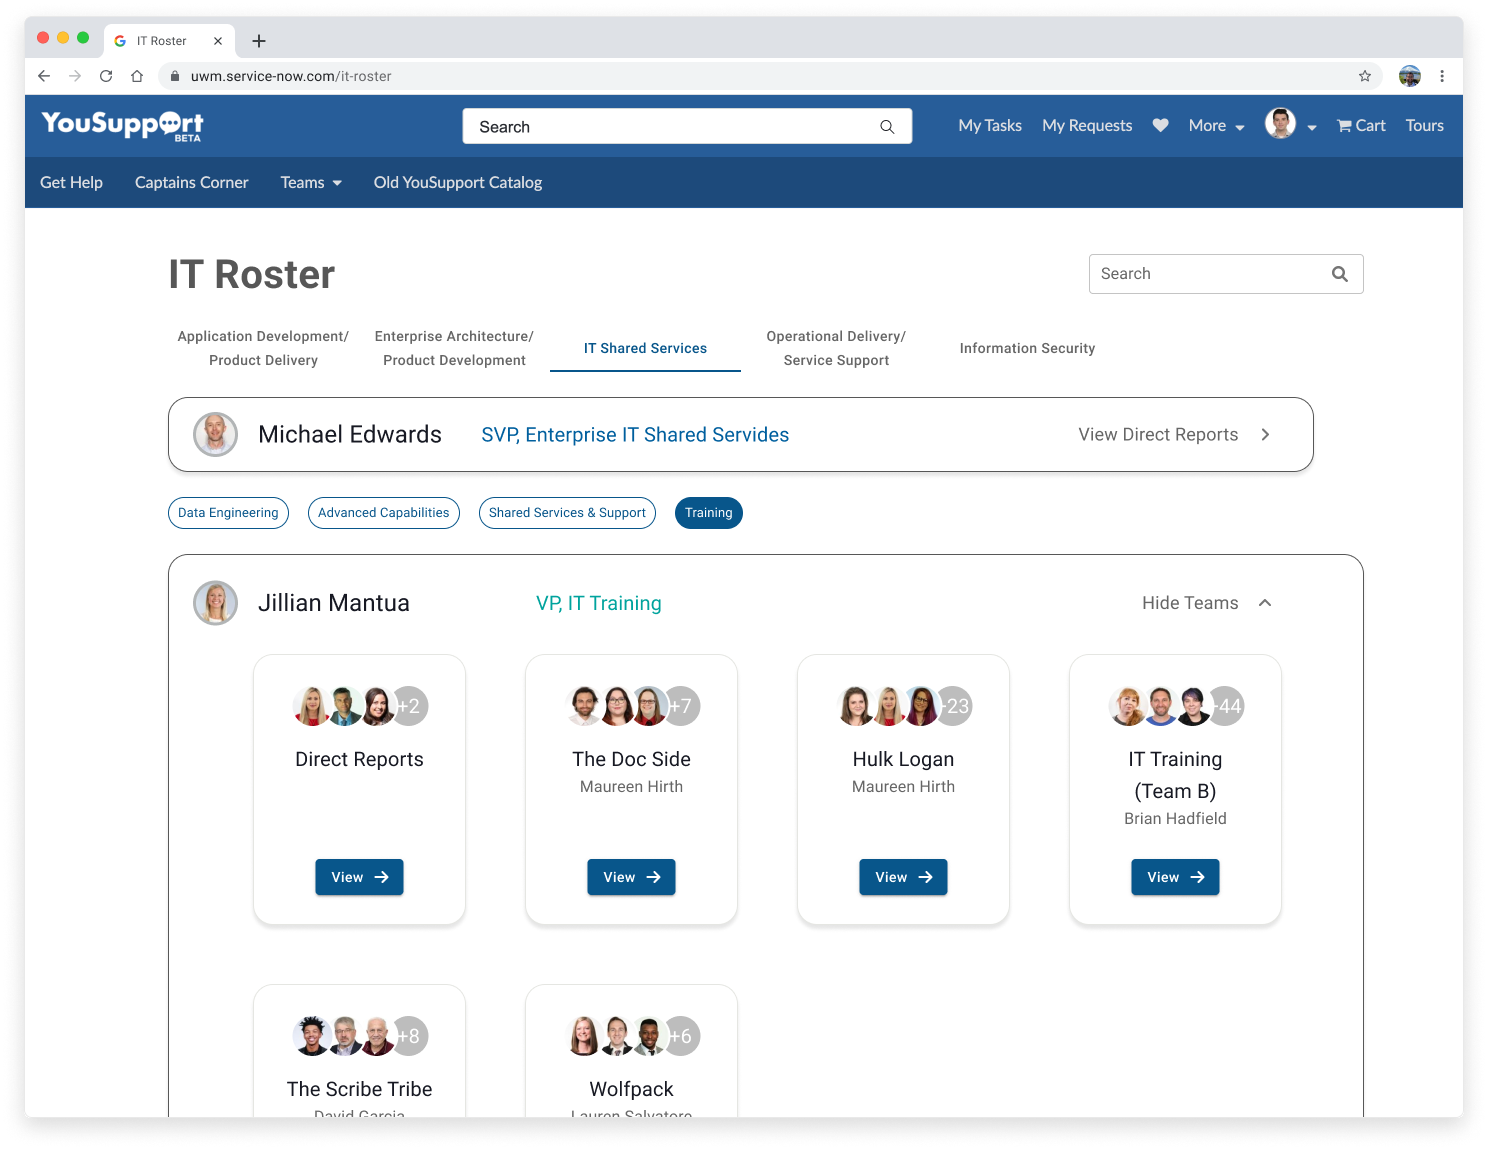 IT Roster
uwm.service-now.com/it-roster
YouSupport
BETA
Search
My Tasks
My Requests
More
Cart
Tours
Get Help
Captains Corner
Teams
Old YouSupport Catalog
IT Roster
Search
Application Development/
Product Delivery
Enterprise Architecture/
Product Development
IT Shared Services
Operational Delivery/
Service Support
Information Security
Michael Edwards
SVP, Enterprise IT Shared Servides
View Direct Reports
Data Engineering
Advanced Capabilities
Shared Services & Support
Training
Jillian Mantua
VP, IT Training
Hide Teams
+2
Direct Reports
View
+7
The Doc Side
Maureen Hirth
View
+23
Hulk Logan
Maureen Hirth
View
+44
IT Training
(Team B)
Brian Hadfield
View
+8
The Scribe Tribe
David Garcia
+6
Wolfpack
Lauren Salvatore